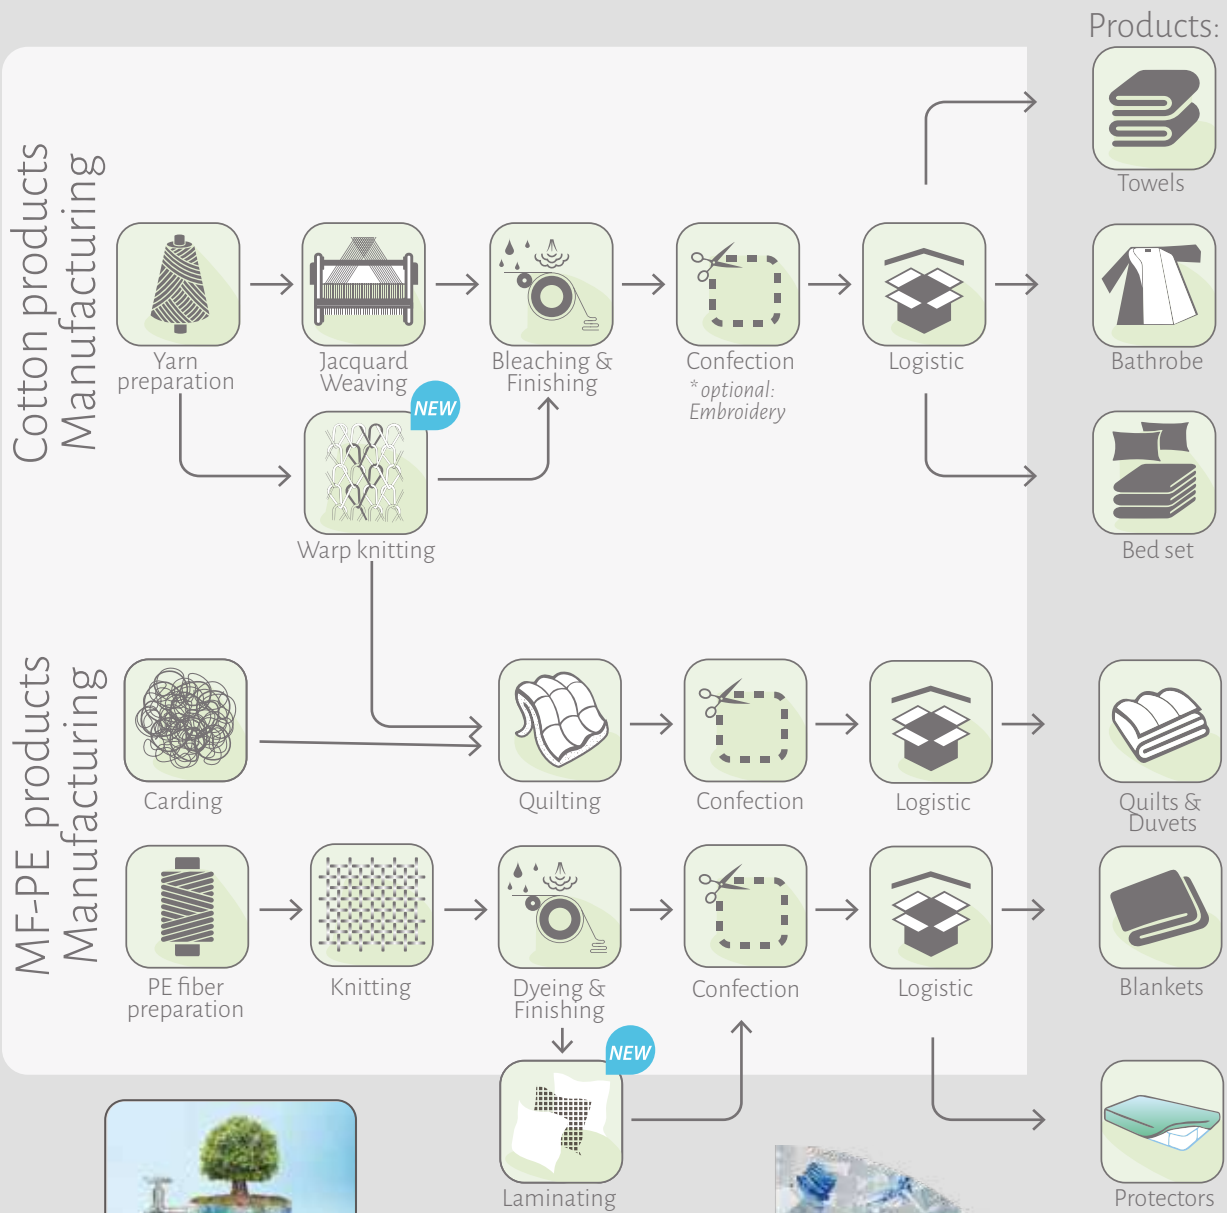 Products:
Cotton products
Manufacturing
Towels
Yarn
preparation
Jacquard
Weaving
Bleaching &
Finishing
Confection
* optional:
Embroidery
Logistic
Bathrobe
NEW
Warp knitting
Bed set
MF-PE products
Manufacturing
Carding
Quilting
Confection
Logistic
Quilts &
Duvets
PE fiber
preparation
Knitting
Dyeing &
Finishing
Confection
Logistic
Blankets
NEW
Laminating
Protectors